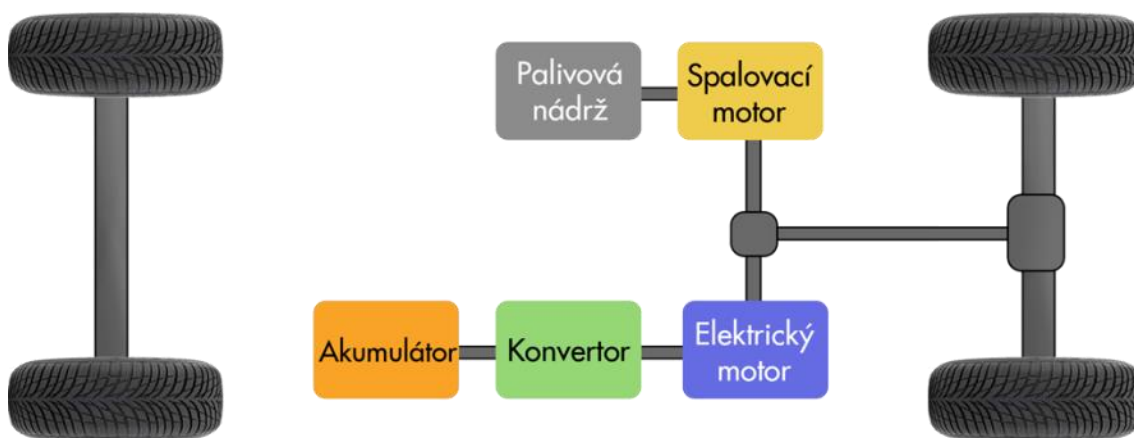 Palivová
nádrž
Spalovací
motor
Akumulátor
Konvertor
Elektrický
motor